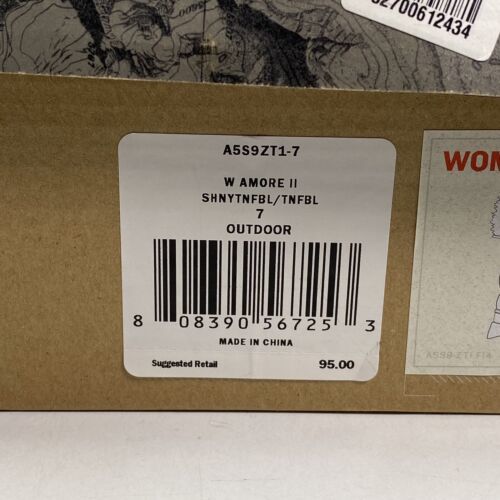 2700612434
A5S9ZT1-7
W AMORE II
SHNYTNFBL/TNFBL
7
OUTDOOR
8 08390 56725 3
MADE IN CHINA
Suggested Retail 95.00
WOM